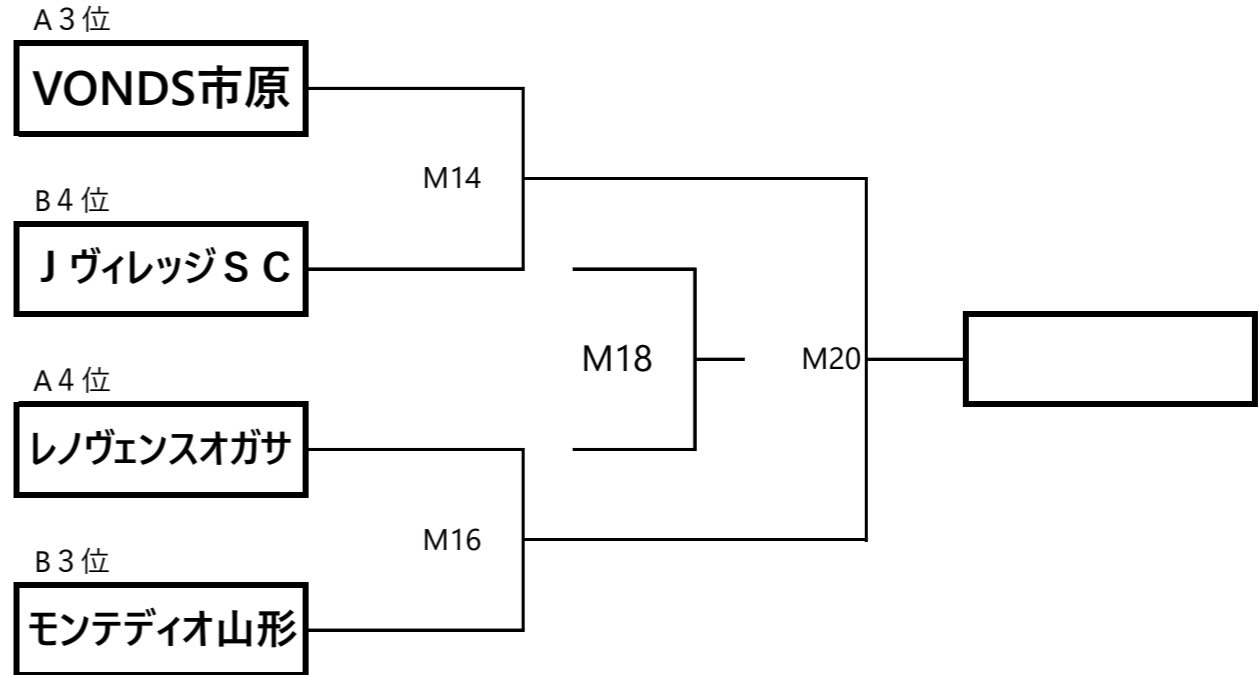 A３位
VONDS市原
M14
B４位
Ｊヴィレッジ Ｓ Ｃ
M18
M20
A４位
レノヴェンスオガサ
M16
B３位
モンテディオ山形